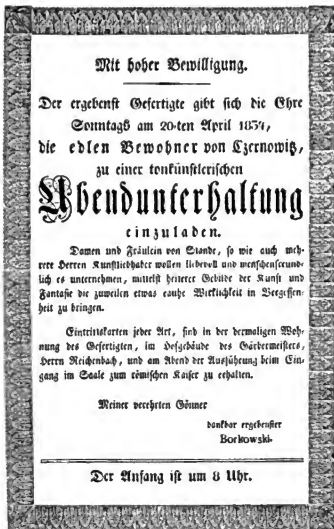 Mit hoher Bewilligung.
Der ergebenst Gefertigte gibt sich die Ehre
Sonntags am 20-ten April 1834,
die edlen Bewohner von Czernowitz,
zu einer tonkünstlerischen
Abendunterhaltung
einzuladen.
Damen und Fräulein von Stande, so wie auch meh-
rere Herren Kunstliebhaber wollen liebevoll und menschenfreund-
lich es unternehmen, mittelst heiterer Gebilde der Kunst und
Fantasie die zuweilen etwas rauhe Wirklichkeit in Vergessen-
heit zu bringen.
Eintrittskarten jeder Art, sind in der dermaligen Woh-
nung des Gefertigten, im Hofgebäude des Gärbermeisters,
Herrn Reichenbach, und am Abend der Ausführung beim Ein-
gang im Saale zum römischen Kaiser zu erhalten.
Meiner verehrten Gönner
dankbar ergebenster
Borkowski
Der Anfang ist um 8 Uhr.